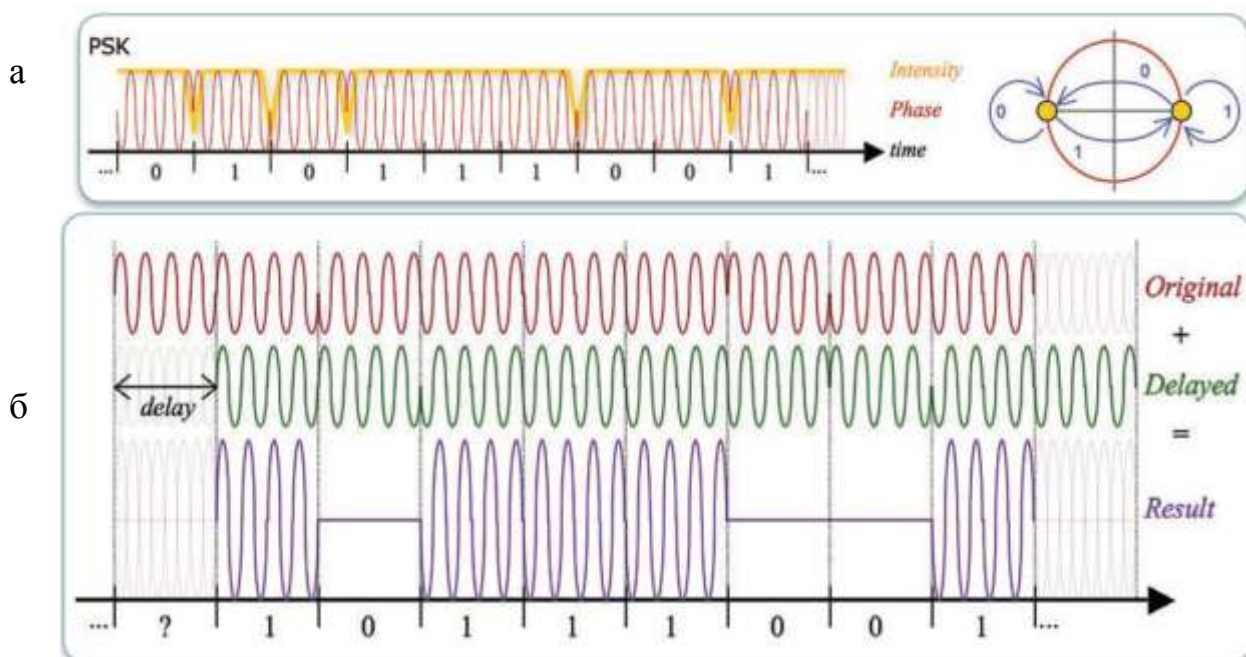 а
PSK
Intensity
Phase
time
... 0 1 0 1 1 1 0 0 1 ...
0
0
1
1
б
Original
+
Delayed
=
Result
delay
... ? 1 0 1 1 1 0 0 1 ...